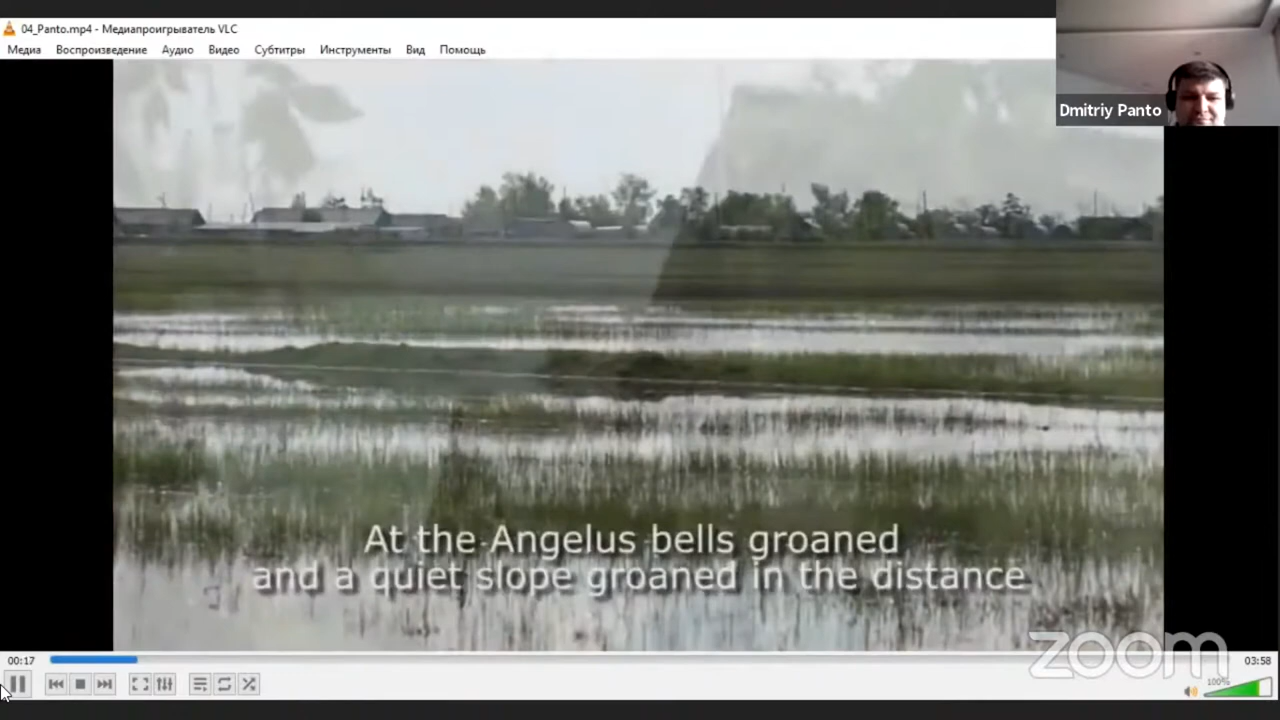 04_Panto.mp4 - Медиапроигрыватель VLC
Медиа Воспроизведение Аудио Видео Субтитры Инструменты Вид Помощь
Dmitriy Panto
At the Angelus bells groaned
and a quiet slope groaned in the distance
zoom
00:17
03:58
100%